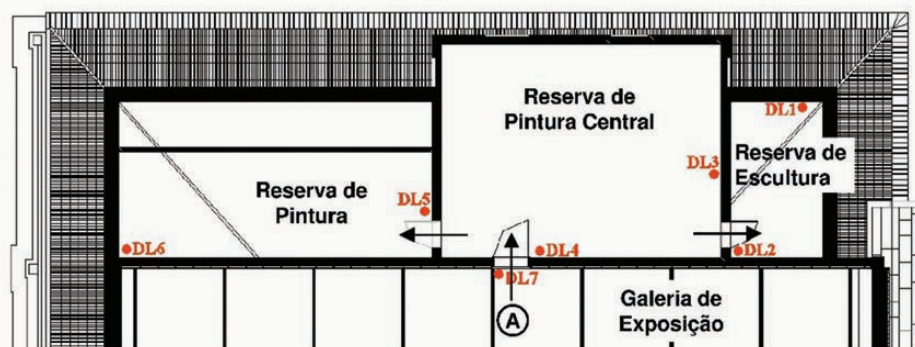 Reserva de
Pintura Central
DL1
DL3
Reserva de
Escultura
Reserva de
Pintura
DL5
DL6
DL4
DL2
DL7
Galeria de
Exposição
A